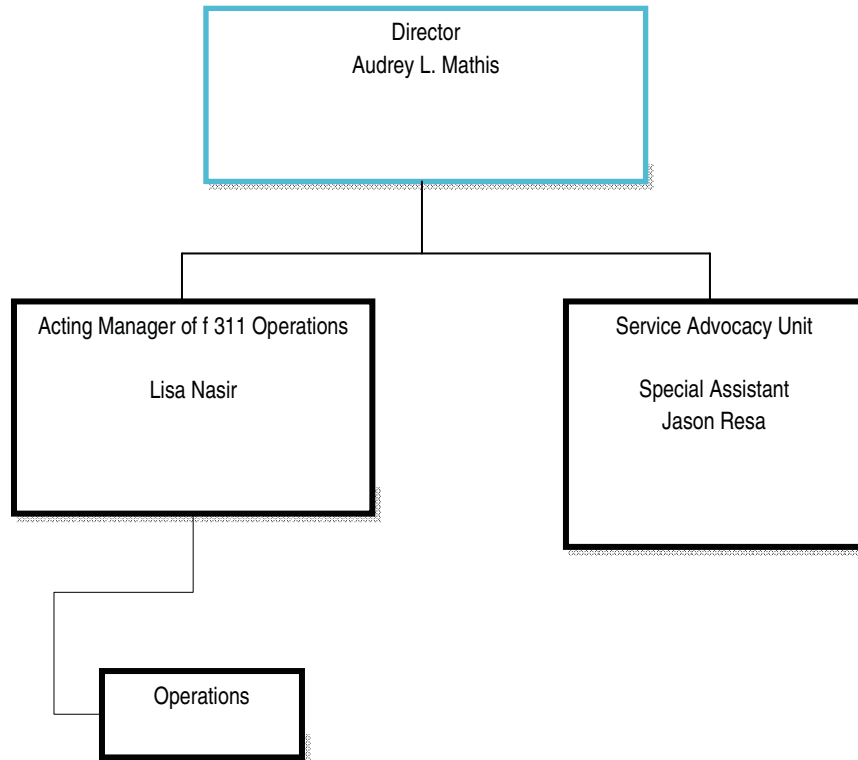 Director
Audrey L. Mathis
Acting Manager of f 311 Operations
Lisa Nasir
Service Advocacy Unit
Special Assistant
Jason Resa
Operations